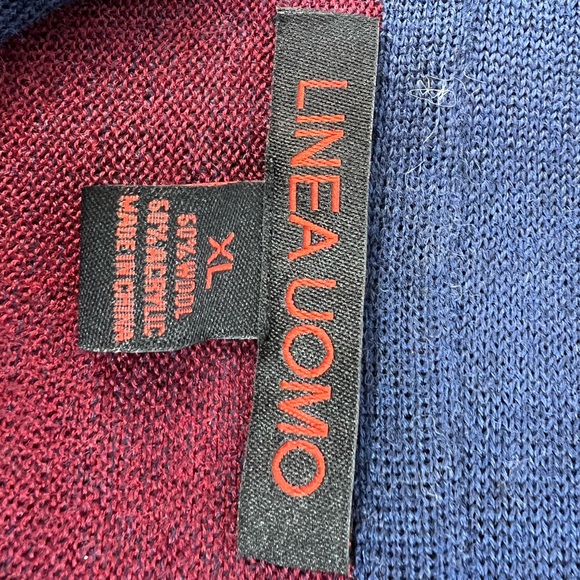 LINEA UOMO
XL
50% WOOL
50% ACRYLIC
MADE IN CHINA